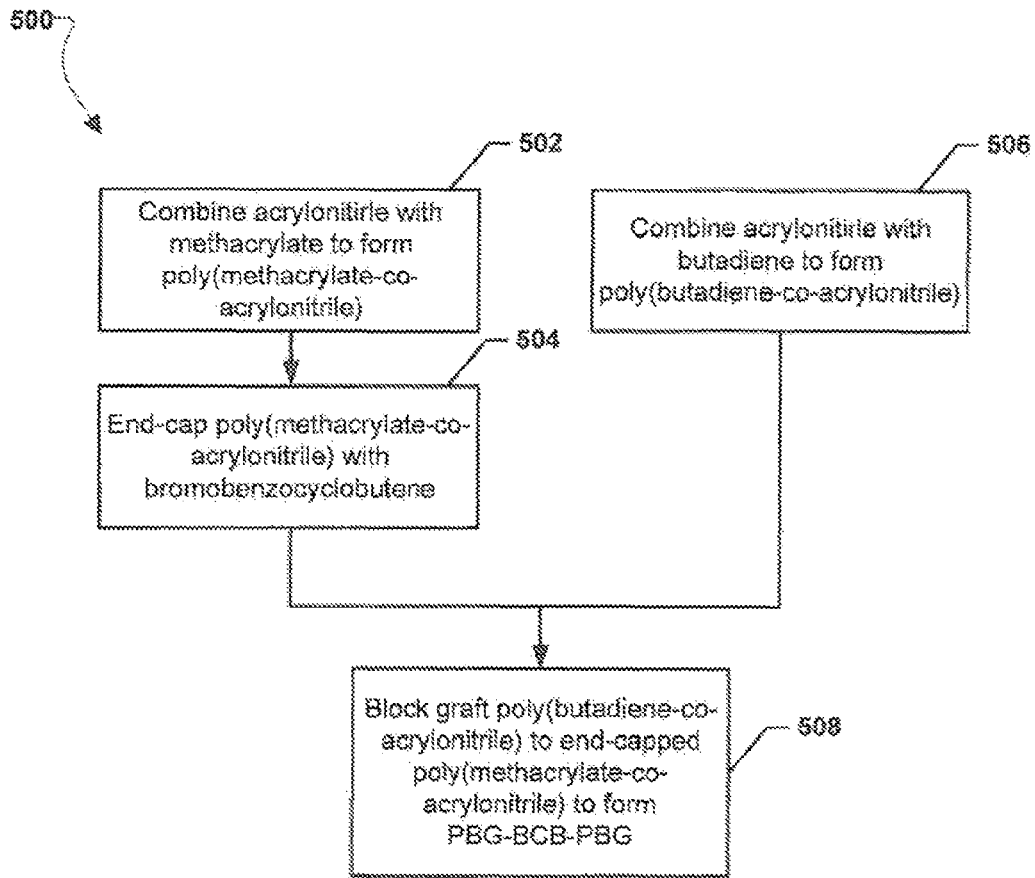 500
502
Combine acrylonitirle with
methacrylate to form
poly(methacrylate-co-
acrylonitrile)
506
Combine acrylonitirle with
butadiene to form
poly(butadiene-co-acrylonitrile)
504
End-cap poly(methacrylate-co-
acrylonitrile) with
bromobenzocyclobutene
508
Block graft poly(butadiene-co-
acrylonitrile) to end-capped
poly(methacrylate-co-
acrylonitrile) to form
PBG-BCB-PBG